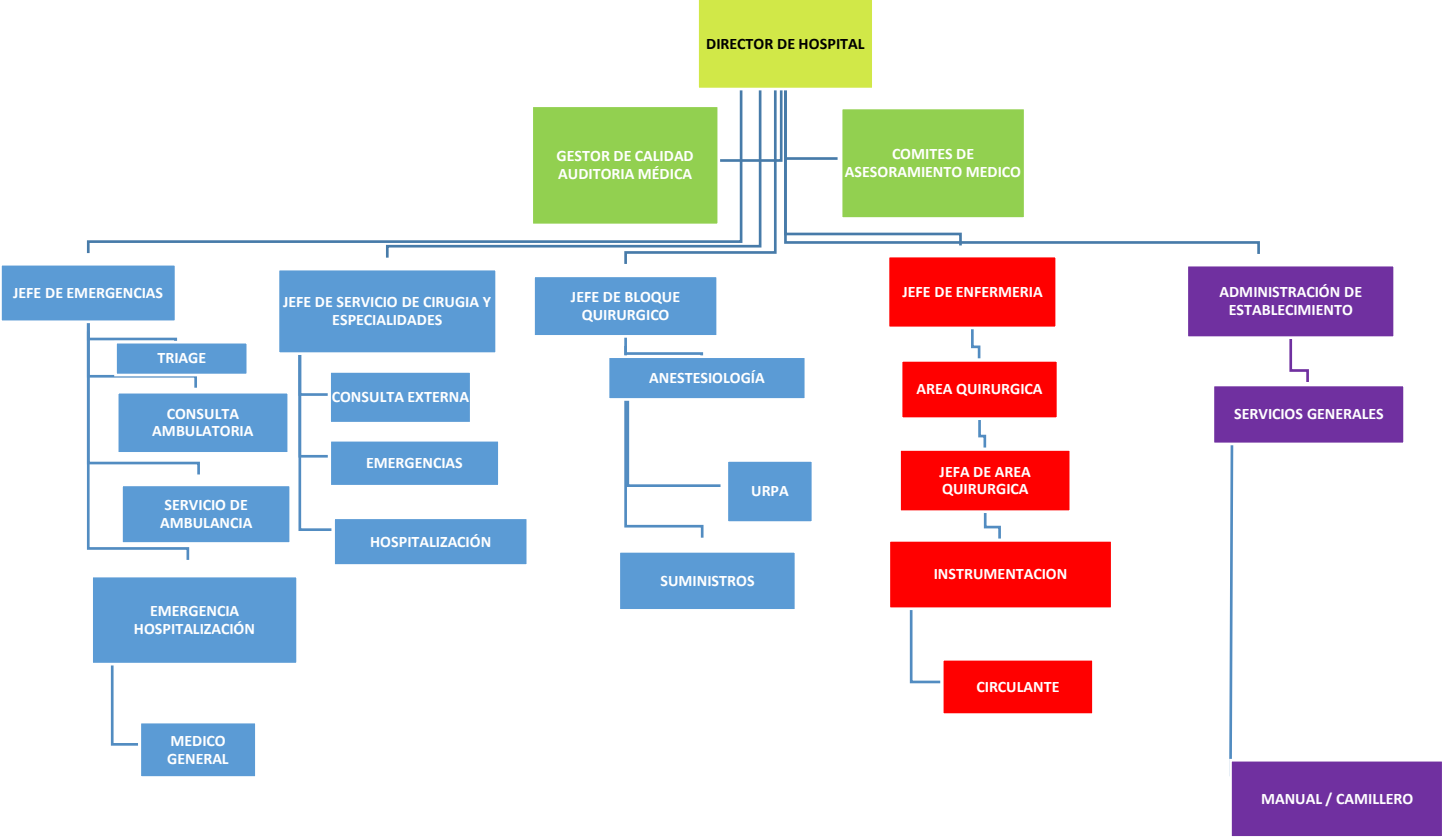 DIRECTOR DE HOSPITAL
GESTOR DE CALIDAD
AUDITORIA MÉDICA
COMITES DE
ASESORAMIENTO MEDICO
JEFE DE EMERGENCIAS
TRIAGE
CONSULTA
AMBULATORIA
SERVICIO DE
AMBULANCIA
EMERGENCIA
HOSPITALIZACIÓN
MEDICO
GENERAL
JEFE DE SERVICIO DE CIRUGIA Y
ESPECIALIDADES
CONSULTA EXTERNA
EMERGENCIAS
HOSPITALIZACIÓN
JEFE DE BLOQUE
QUIRURGICO
ANESTESIOLOGÍA
URPA
SUMINISTROS
JEFE DE ENFERMERIA
AREA QUIRURGICA
JEFA DE AREA
QUIRURGICA
INSTRUMENTACION
CIRCULANTE
ADMINISTRACIÓN DE
ESTABLECIMIENTO
SERVICIOS GENERALES
MANUAL / CAMILLERO